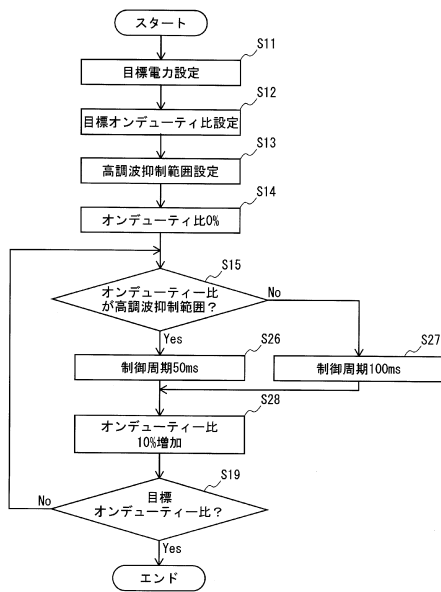 スタート
S11
目標電力設定
S12
目標オンデューティ比設定
S13
高調波抑制範囲設定
S14
オンデューティ比0%
S15
オンデューティー比
が高調波抑制範囲?
No
Yes
S26
制御周期50ms
S27
制御周期100ms
S28
オンデューティー比
10%増加
S19
目標
オンデューティー比?
No
Yes
エンド